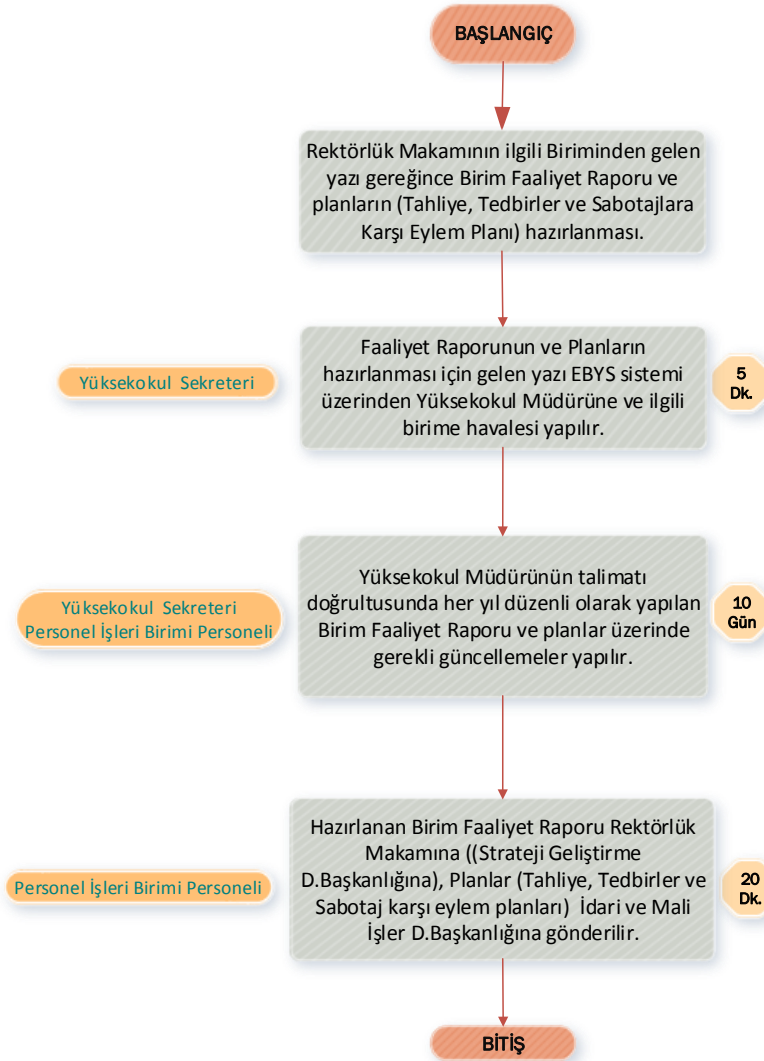 BAŞLANGIÇ
Rektörlük Makamının ilgili Biriminden gelen
yazı gereğince Birim Faaliyet Raporu ve
planların (Tahliye, Tedbirler ve Sabotajlara
Karşı Eylem Planı) hazırlanması.
Yüksekokul Sekreteri
Faaliyet Raporunun ve Planların
hazırlanması için gelen yazı EBYS sistemi
üzerinden Yüksekokul Müdürüne ve ilgili
birime havalesi yapılır.
5
Dk.
Yüksekokul Sekreteri
Personel İşleri Birimi Personeli
Yüksekokul Müdürünün talimatı
doğrultusunda her yıl düzenli olarak yapılan
Birim Faaliyet Raporu ve planlar üzerinde
gerekli güncellemeler yapılır.
10
Gün
Personel İşleri Birimi Personeli
Hazırlanan Birim Faaliyet Raporu Rektörlük
Makamına ((Strateji Geliştirme
D.Başkanlığına), Planlar (Tahliye, Tedbirler ve
Sabotaj karşı eylem planları) İdari ve Mali
İşler D.Başkanlığına gönderilir.
20
Dk.
BİTİŞ